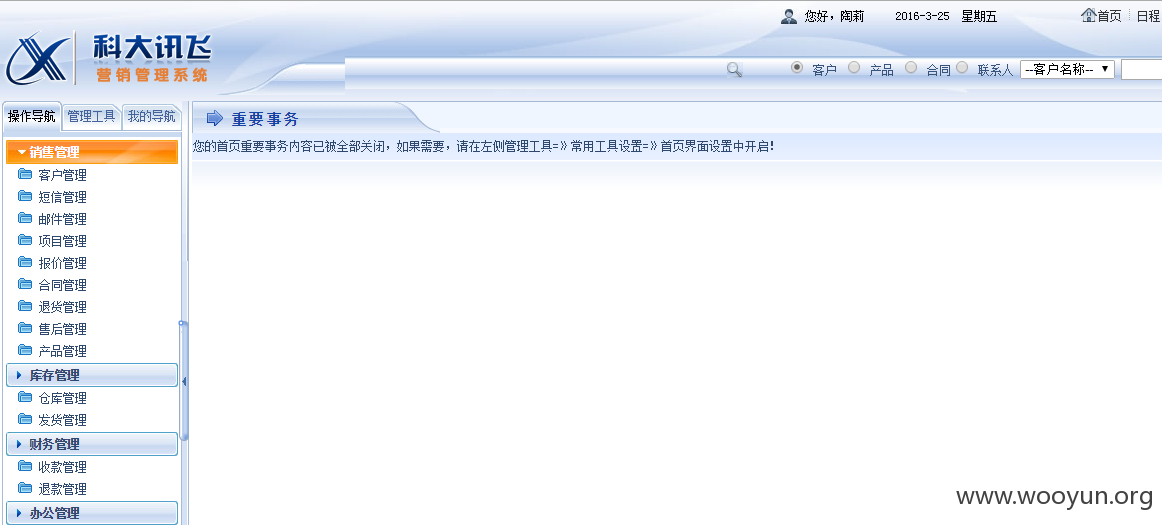 您好，陶莉 2016-3-25 星期五 首页 日程
科大讯飞
营销管理系统
客户 产品 合同 联系人 --客户名称--
操作导航 管理工具 我的导航
重要事务
您的首页重要事务内容已被全部关闭，如果需要，请在左侧管理工具=》常用工具设置=》首页界面设置中开启！
销售管理
客户管理
短信管理
邮件管理
项目管理
报价管理
合同管理
退货管理
售后管理
产品管理
库存管理
仓库管理
发货管理
财务管理
收款管理
退款管理
办公管理
www.wooyun.org